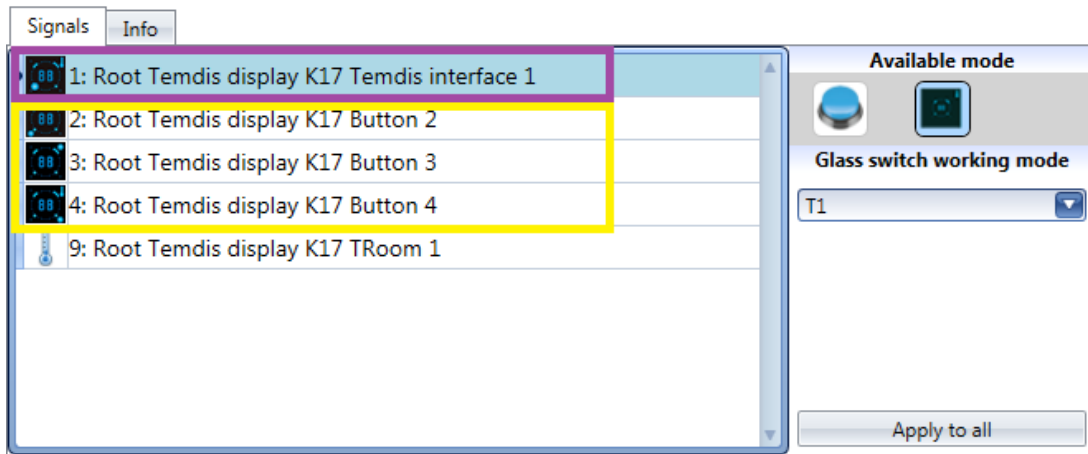 Signals
Info
1: Root Temdis display K17 Temdis interface 1
2: Root Temdis display K17 Button 2
3: Root Temdis display K17 Button 3
4: Root Temdis display K17 Button 4
9: Root Temdis display K17 TRoom 1
Available mode
Glass switch working mode
T1
Apply to all